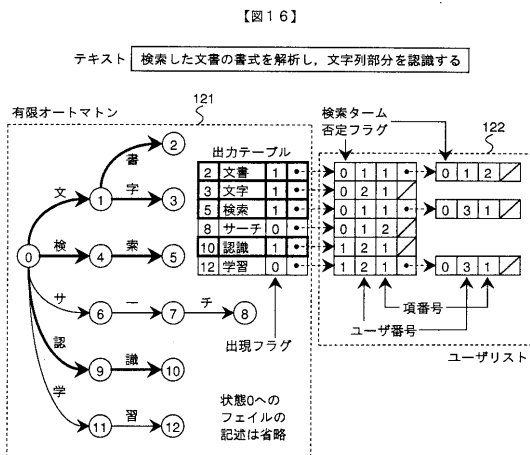 【図16】
テキスト 検索した文書の書式を解析し,文字列部分を認識する
有限オートマトン
121
検索ターム
否定フラグ
122
出力テーブル
2 文書 1
3 文字 1
5 検索 1
8 サーチ 0
10 認識 1
12 学習 0
0 1 1
0 2 1
0 1 1
0 1 2
1 2 1
1 2 1
0 1 2
0 3 1
0 3 1
0
文
1
書
2
字
3
検
4
索
5
サ
6
ー
7
チ
8
認
9
識
10
学
11
習
12
出現フラグ
項番号
ユーザ番号
ユーザリスト
状態0への
フェイルの
記述は省略